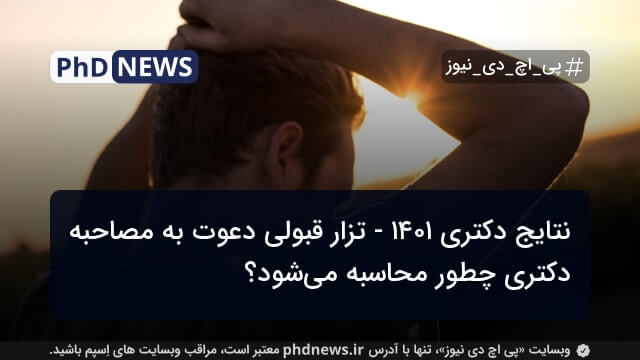 PhD NEWS
#پی_اچ_دی_نیوز
نتایج دکتری ۱۴۰۱ - تزار قبولی دعوت به مصاحبه
دکتری چطور محاسبه می‌شود؟
وبسایت «پی اچ دی نیوز»، تنها با آدرس phdnews.ir معتبر است، مراقب وبسایت های اِسپم باشید.